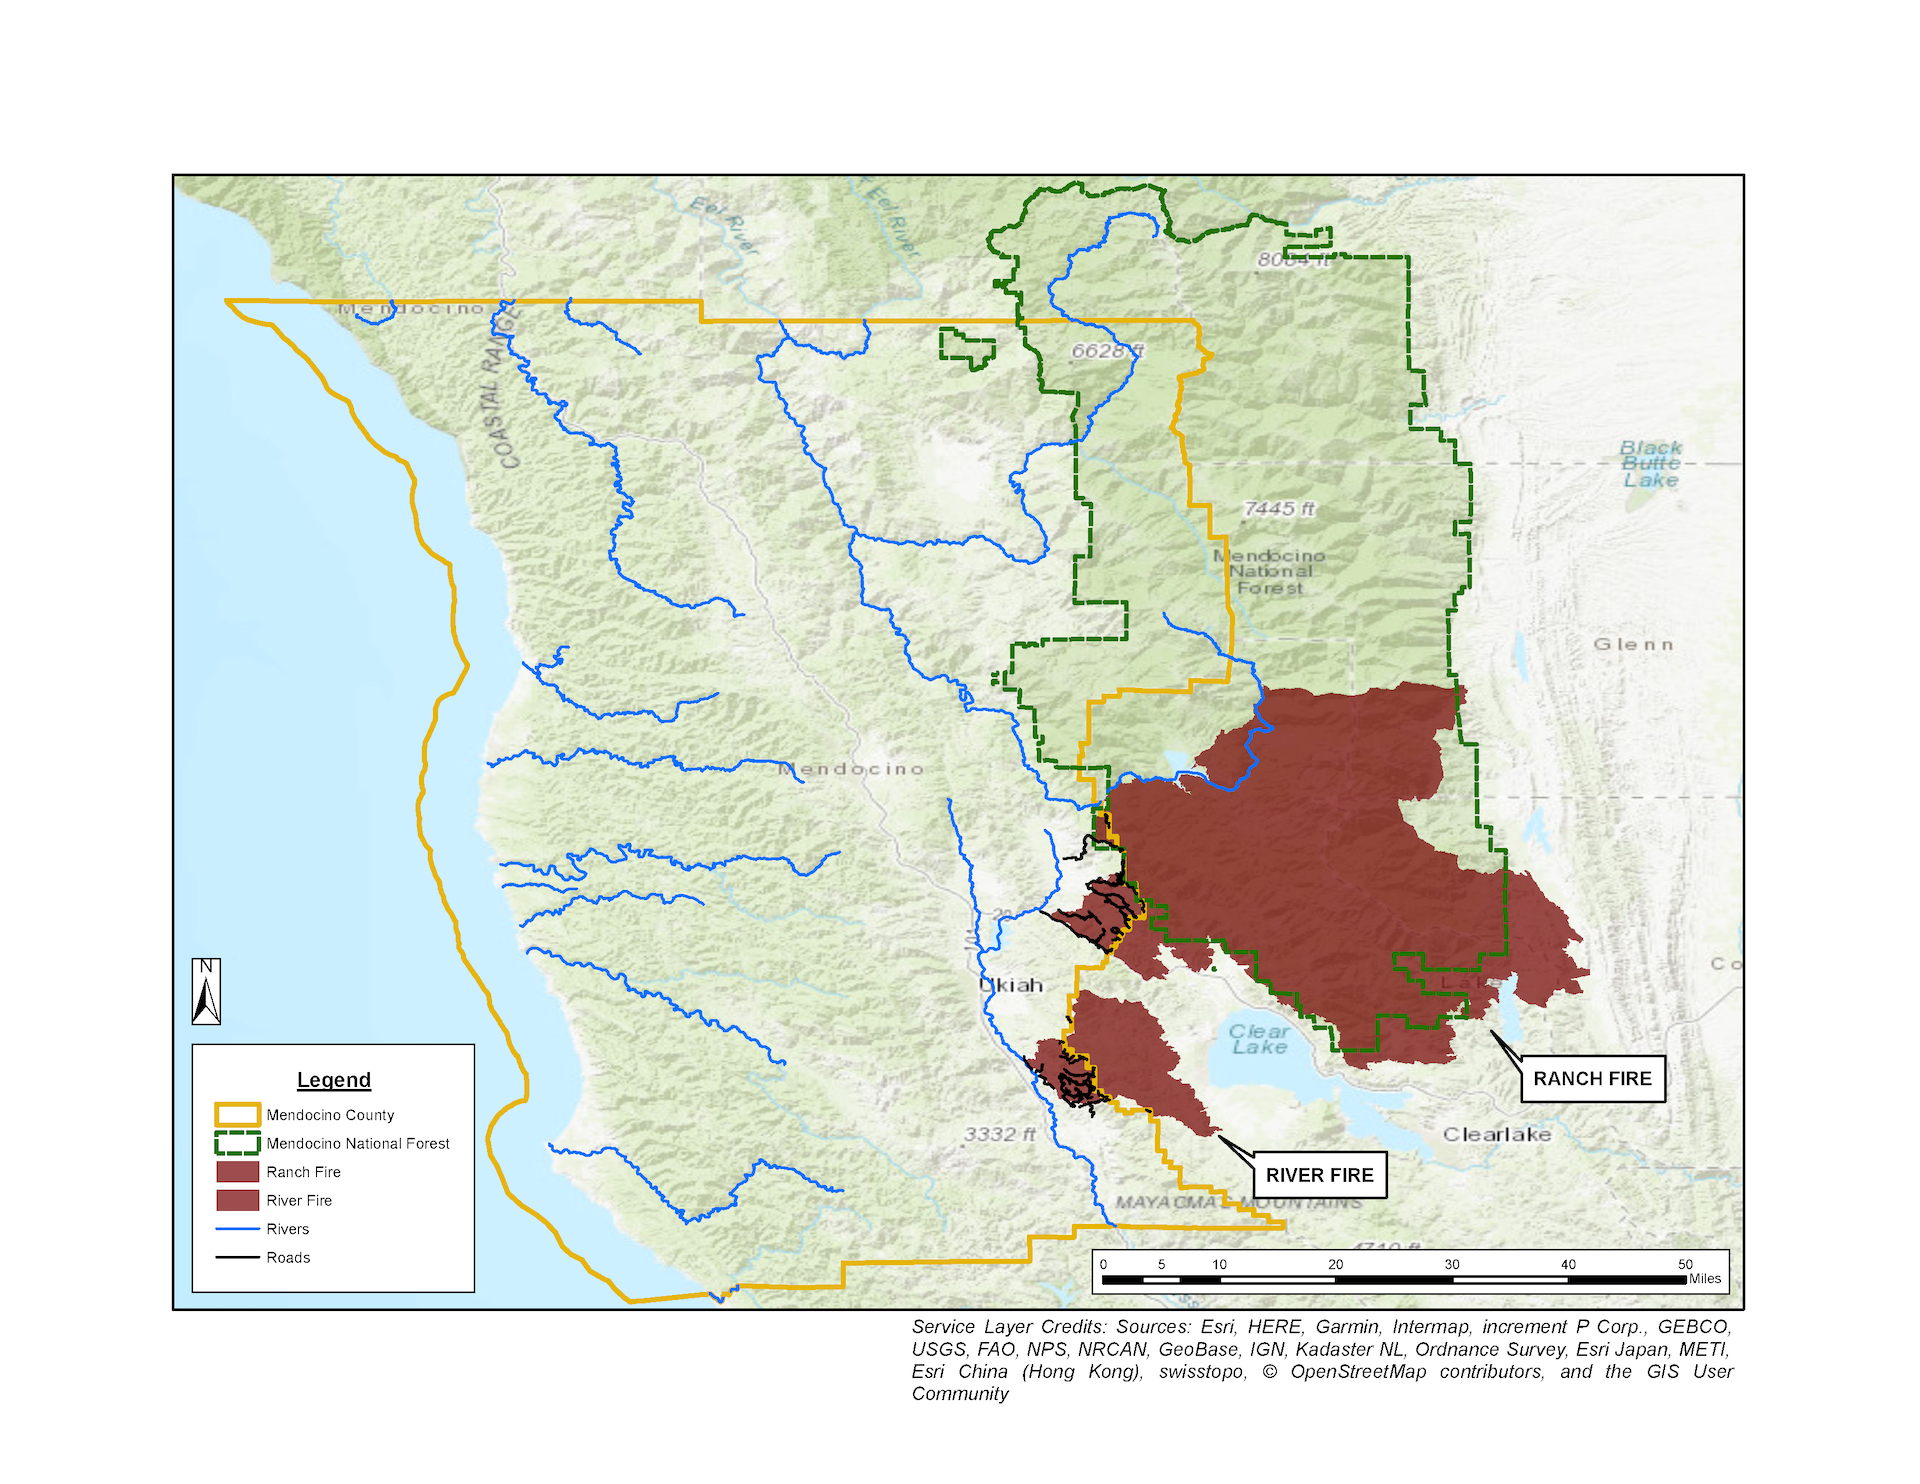 Eel River
Eel River
8064 ft
Mendocino
COASTAL RANGE
6628 ft
Black
Butte
Lake
7445 ft
Mendocino
National
Forest
Glenn
Mendocino
20
101
Ukiah
Lake
Co
Clear
Lake
RANCH FIRE
3332 ft
Clearlake
RIVER FIRE
MAYACMAS MOUNTAINS
N
Legend
Mendocino County
Mendocino National Forest
Ranch Fire
River Fire
Rivers
Roads
0 5 10 20 30 40 50
Miles
Service Layer Credits: Sources: Esri, HERE, Garmin, Intermap, increment P Corp., GEBCO,
USGS, FAO, NPS, NRCAN, GeoBase, IGN, Kadaster NL, Ordnance Survey, Esri Japan, METI,
Esri China (Hong Kong), swisstopo, © OpenStreetMap contributors, and the GIS User
Community